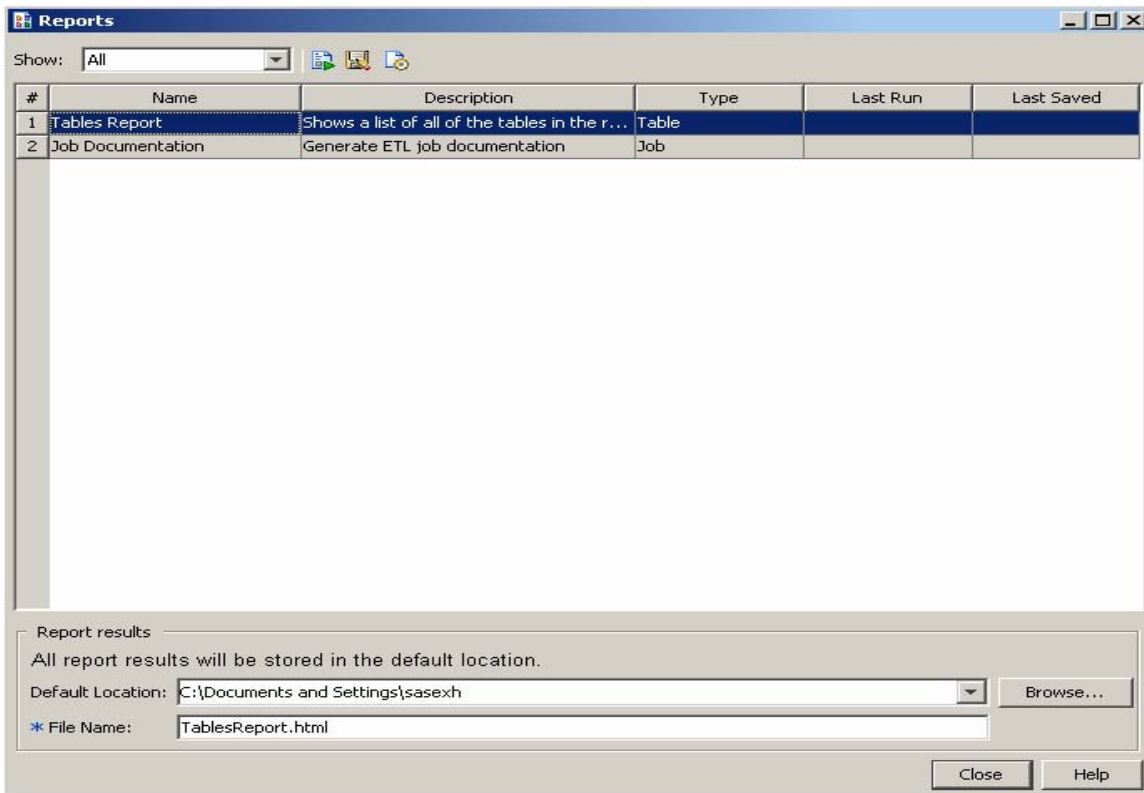 Reports
Show: All
# Name Description Type Last Run Last Saved
1 Tables Report Shows a list of all of the tables in the r... Table
2 Job Documentation Generate ETL job documentation Job
Report results
All report results will be stored in the default location.
Default Location: C:\Documents and Settings\sasexh Browse...
* File Name: TablesReport.html
Close Help